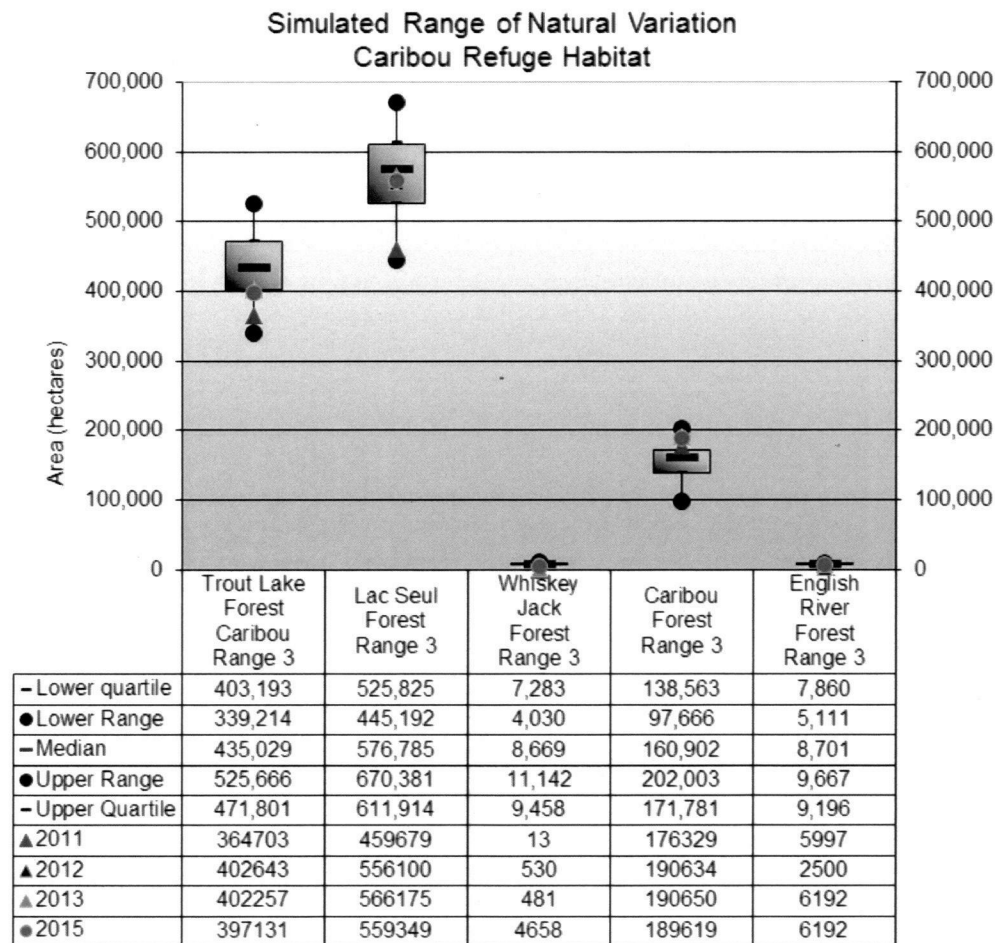 Simulated Range of Natural Variation
Caribou Refuge Habitat
700,000
600,000
500,000
400,000
300,000
200,000
100,000
0
Area (hectares)
700,000
600,000
500,000
400,000
300,000
200,000
100,000
0
Trout Lake
Forest
Caribou
Range 3
Lac Seul
Forest
Range 3
Whiskey
Jack
Forest
Range 3
Caribou
Forest
Range 3
English
River
Forest
Range 3
Lower quartile 403,193 525,825 7,283 138,563 7,860
Lower Range 339,214 445,192 4,030 97,666 5,111
Median 435,029 576,785 8,669 160,902 8,701
Upper Range 525,666 670,381 11,142 202,003 9,667
Upper Quartile 471,801 611,914 9,458 171,781 9,196
2011 364703 459679 13 176329 5997
2012 402643 556100 530 190634 2500
2013 402257 566175 481 190650 6192
2015 397131 559349 4658 189619 6192